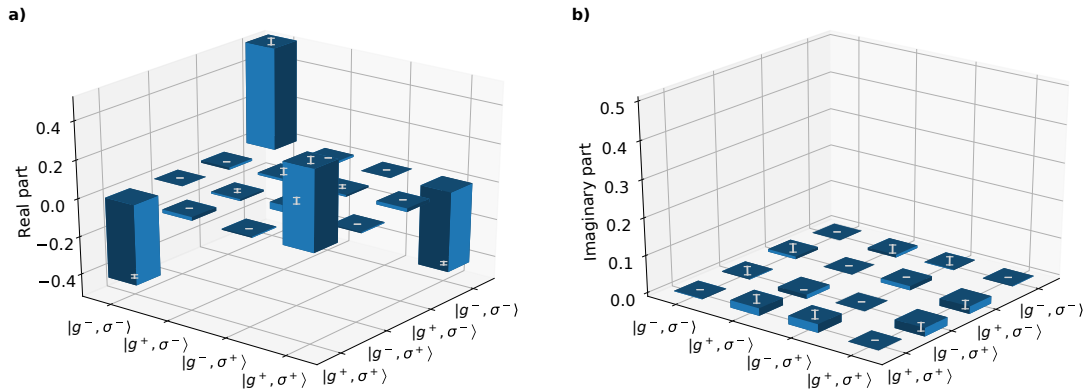 a)
b)
Real part
0.4
0.2
0.0
−0.2
−0.4
|g⁻, σ⁻⟩
|g⁺, σ⁻⟩
|g⁻, σ⁺⟩
|g⁺, σ⁺⟩
|g⁻, σ⁻⟩
|g⁺, σ⁻⟩
|g⁻, σ⁺⟩
|g⁺, σ⁺⟩
Imaginary part
0.5
0.4
0.3
0.2
0.1
0.0
|g⁻, σ⁻⟩
|g⁺, σ⁻⟩
|g⁻, σ⁺⟩
|g⁺, σ⁺⟩
|g⁻, σ⁻⟩
|g⁺, σ⁻⟩
|g⁻, σ⁺⟩
|g⁺, σ⁺⟩